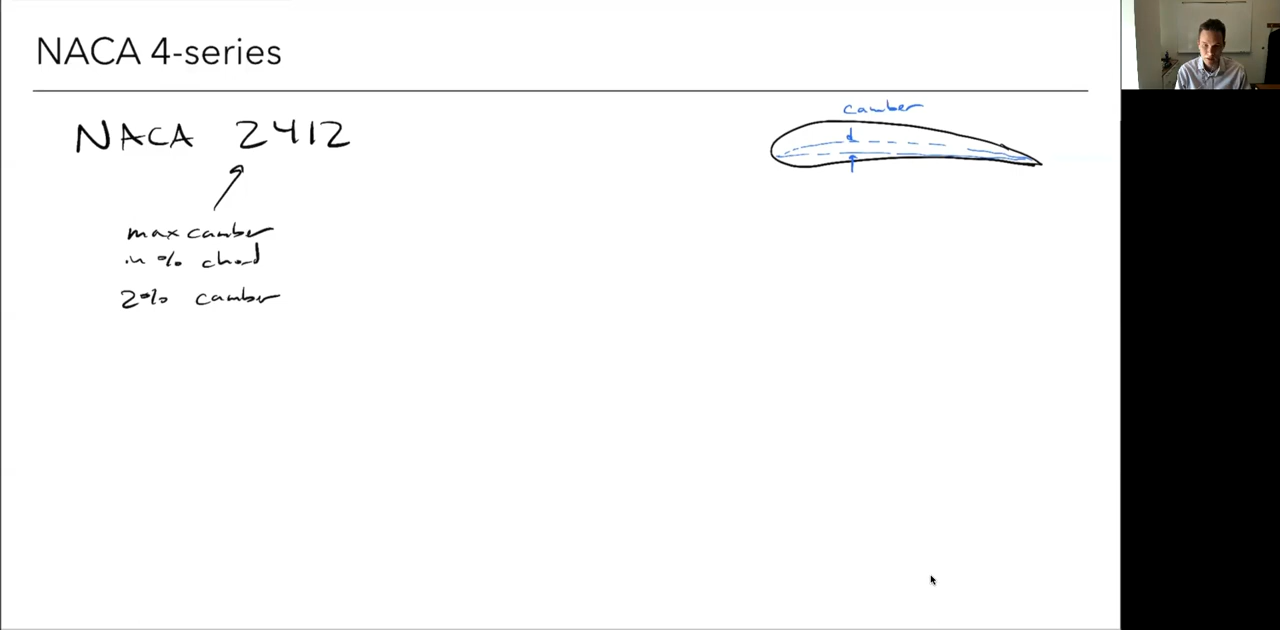 NACA 4-series
NACA 2412
camber
max camber
in % chord
2% camber